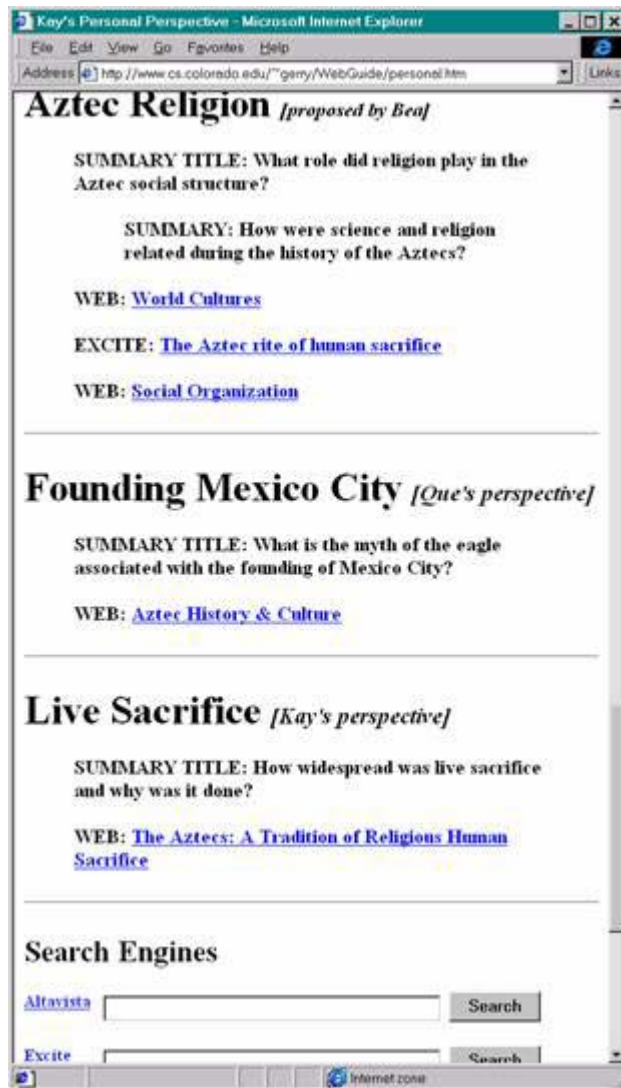 Kay's Personal Perspective - Microsoft Internet Explorer
File Edit View Go Favorites Help
Address http://www.cs.colorado.edu/~gerry/WebGuide/personal.htm Links
Aztec Religion [proposed by Bea]
SUMMARY TITLE: What role did religion play in the
Aztec social structure?
SUMMARY: How were science and religion
related during the history of the Aztecs?
WEB: World Cultures
EXCITE: The Aztec rite of human sacrifice
WEB: Social Organization
Founding Mexico City [Que's perspective]
SUMMARY TITLE: What is the myth of the eagle
associated with the founding of Mexico City?
WEB: Aztec History & Culture
Live Sacrifice [Kay's perspective]
SUMMARY TITLE: How widespread was live sacrifice
and why was it done?
WEB: The Aztecs: A Tradition of Religious Human
Sacrifice
Search Engines
Altavista Search
Excite Search
Internet zone